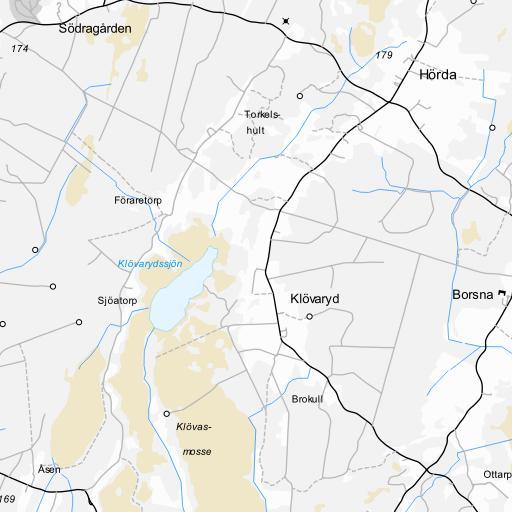 Södragården
174
179
Hörda
Torkels-
hult
Föraretorp
Klövarydssjön
Sjöatorp
Klövaryd
Borsna
Brokull
Klövas-
mosse
Åsen
Ottarp
169